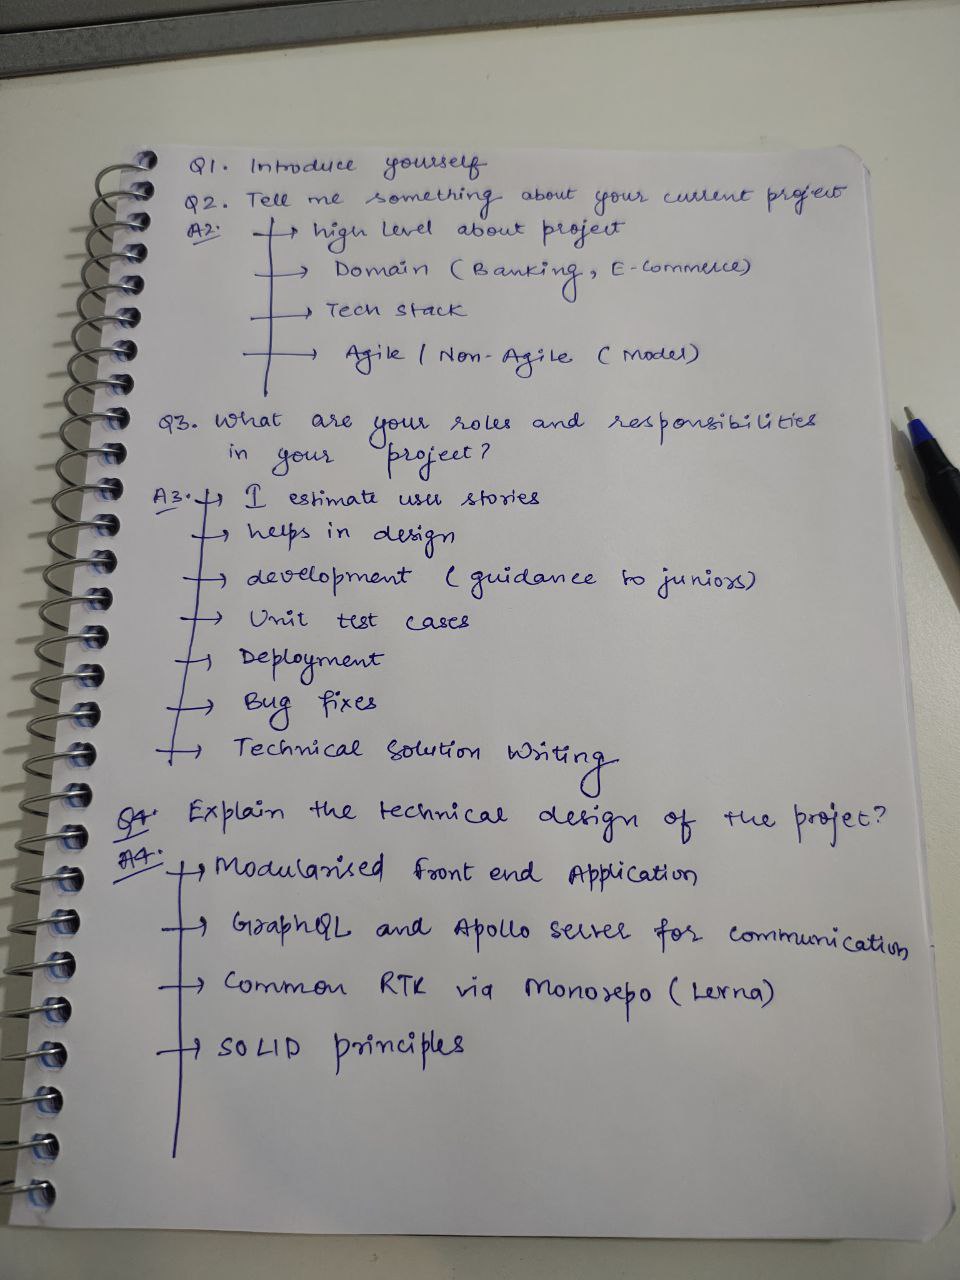 Q1. Introduce yourself
Q2. Tell me something about your current project
A2. → high level about project
→ Domain (Banking, E-commerce)
→ Tech stack
→ Agile / Non-Agile (Model)
Q3. What are your roles and responsibilities
in your project?
A3. → I estimate user stories
→ helps in design
→ development (guidance to juniors)
→ Unit test cases
→ Deployment
→ Bug fixes
→ Technical Solution Writing
Q4. Explain the technical design of the projet?
A4. → Modularised front end Application
→ GraphQL and Apollo server for communication
→ Common RTK via Monorepo (Lerna)
→ SOLID principles